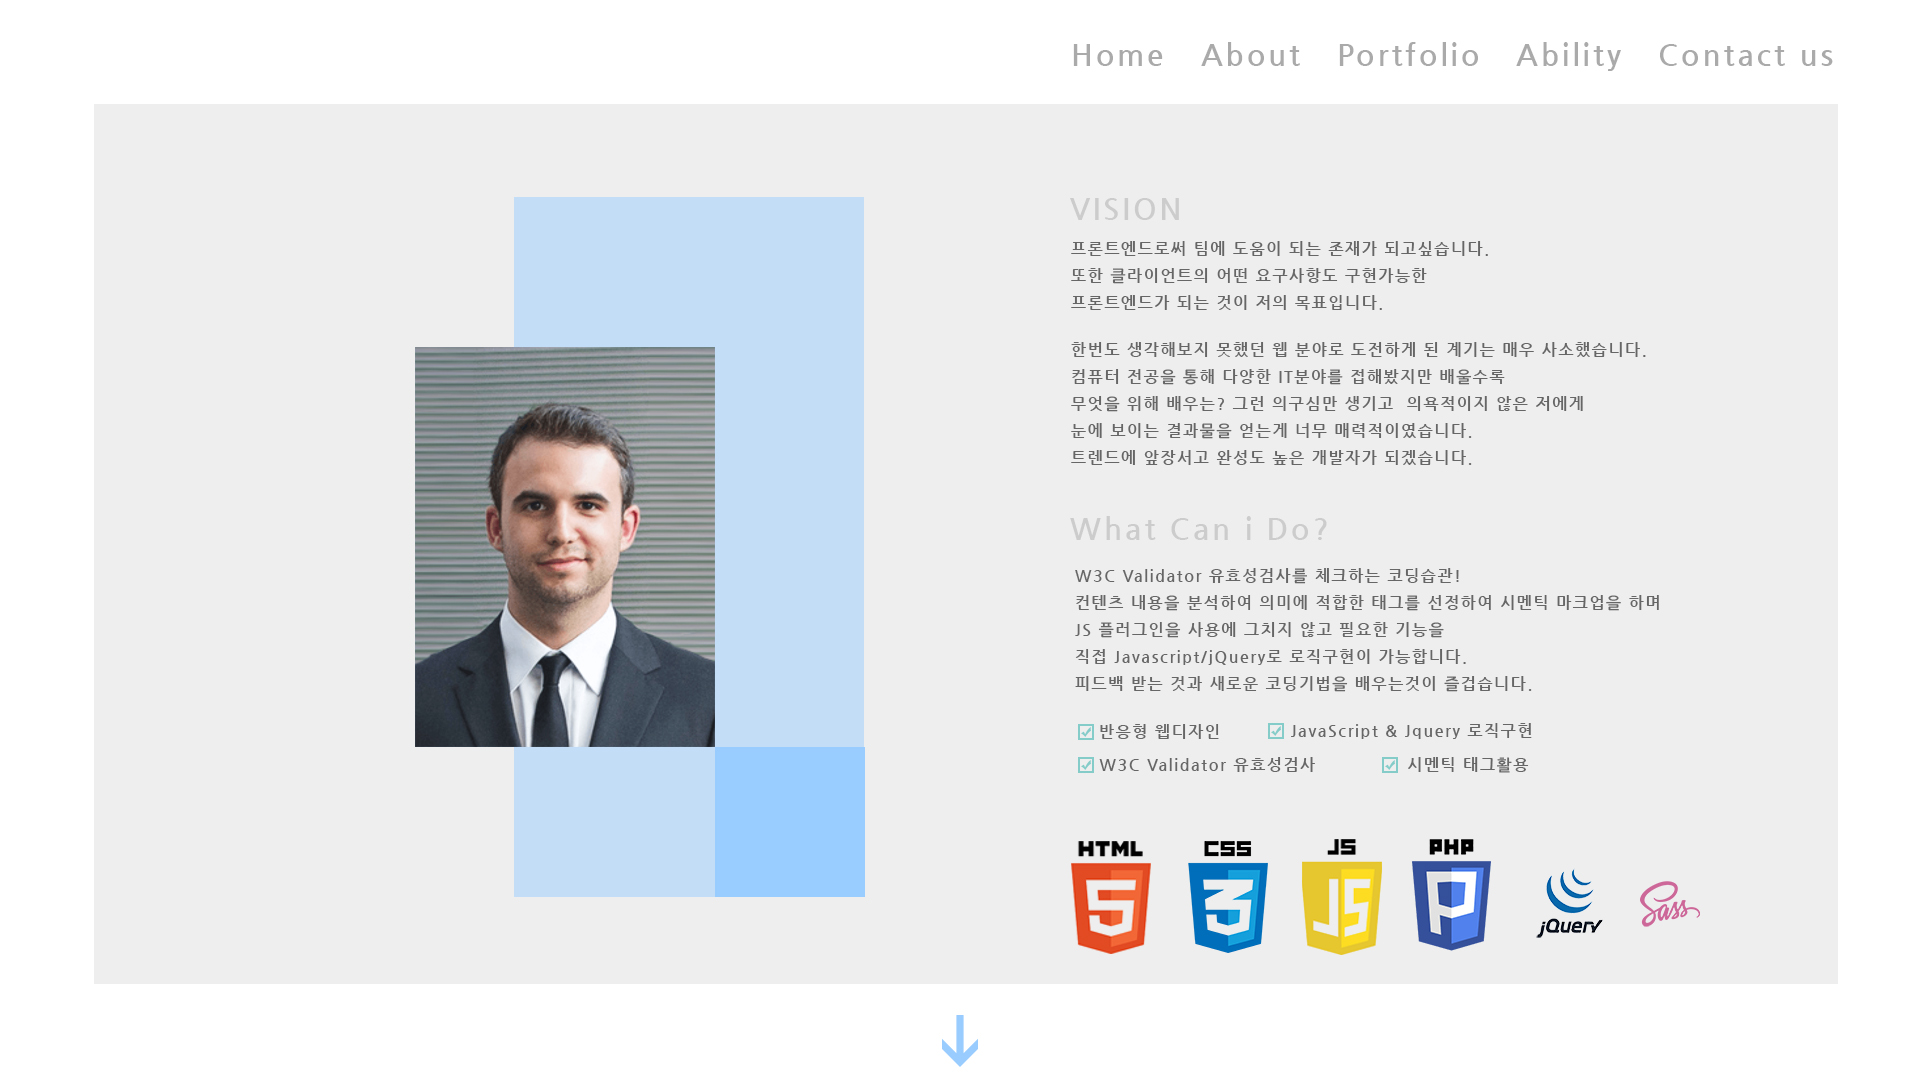 Home About Portfolio Ability Contact us
VISION
프론트엔드로써 팀에 도움이 되는 존재가 되고싶습니다.
또한 클라이언트의 어떤 요구사항도 구현가능한
프론트엔드가 되는 것이 저의 목표입니다.
한번도 생각해보지 못했던 웹 분야로 도전하게 된 계기는 매우 사소했습니다.
컴퓨터 전공을 통해 다양한 IT분야를 접해봤지만 배울수록
무엇을 위해 배우는? 그런 의구심만 생기고 의욕적이지 않은 저에게
눈에 보이는 결과물을 얻는게 너무 매력적이였습니다.
트렌드에 앞장서고 완성도 높은 개발자가 되겠습니다.
What Can i Do?
W3C Validator 유효성검사를 체크하는 코딩습관!
컨텐츠 내용을 분석하여 의미에 적합한 태그를 선정하여 시멘틱 마크업을 하며
JS 플러그인을 사용에 그치지 않고 필요한 기능을
직접 Javascript/jQuery로 로직구현이 가능합니다.
피드백 받는 것과 새로운 코딩기법을 배우는것이 즐겁습니다.
반응형 웹디자인 JavaScript & Jquery 로직구현
W3C Validator 유효성검사 시멘틱 태그활용
HTML CSS JS PHP
5 3 JS P jQuery Sass